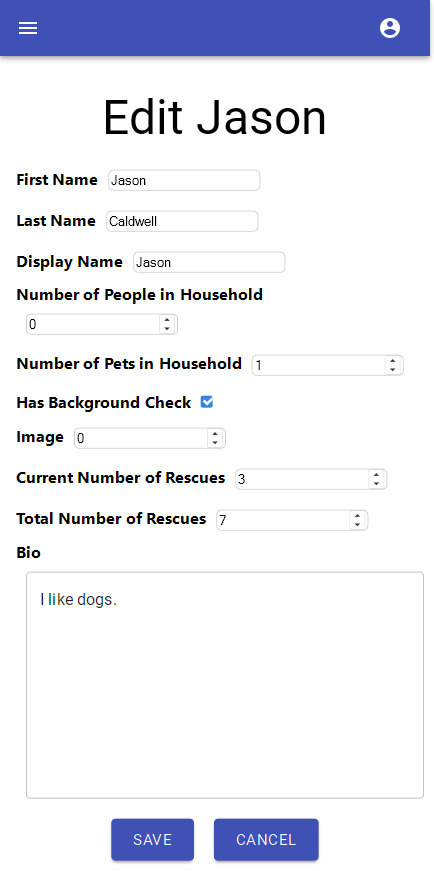 Edit Jason
First Name Jason
Last Name Caldwell
Display Name Jason
Number of People in Household
0
Number of Pets in Household 1
Has Background Check
Image 0
Current Number of Rescues 3
Total Number of Rescues 7
Bio
I like dogs.
SAVE CANCEL